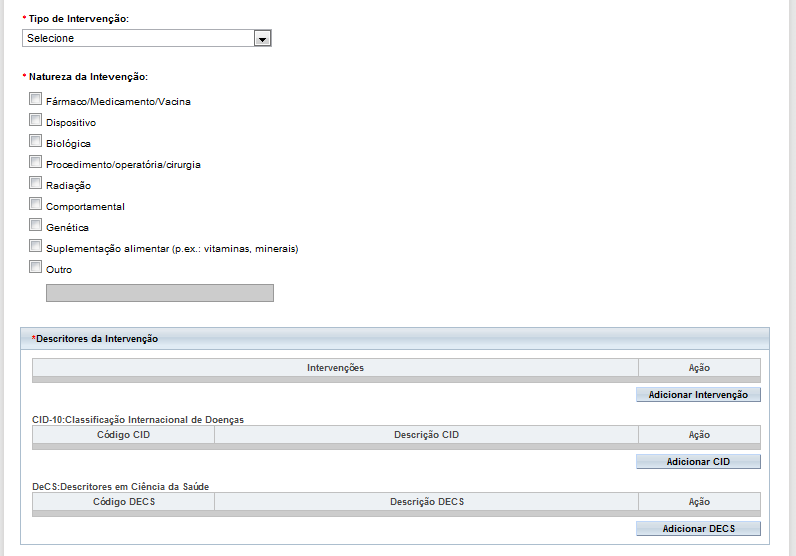 * Tipo de Intervenção:
Selecione
* Natureza da Intevenção:
Fármaco/Medicamento/Vacina
Dispositivo
Biológica
Procedimento/operatória/cirurgia
Radiação
Comportamental
Genética
Suplementação alimentar (p.ex.: vitaminas, minerais)
Outro
*Descritores da Intervenção
Intervenções Ação
Adicionar Intervenção
CID-10:Classificação Internacional de Doenças
Código CID Descrição CID Ação
Adicionar CID
DeCS:Descritores em Ciência da Saúde
Código DECS Descrição DECS Ação
Adicionar DECS